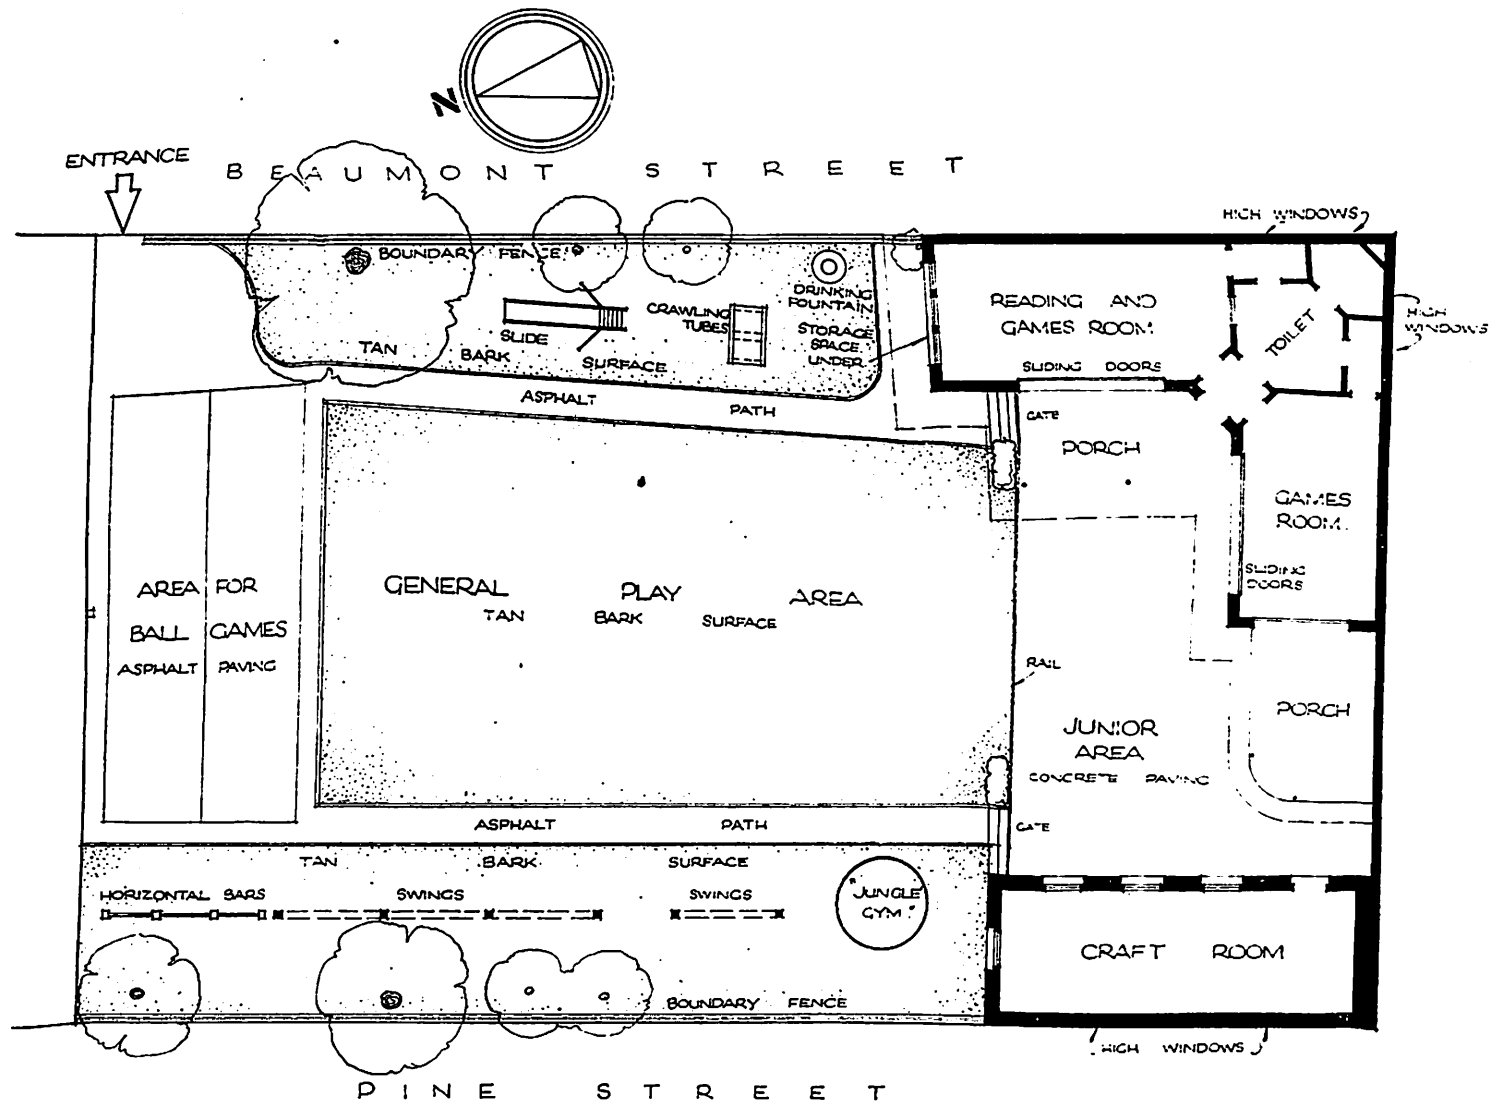 N
ENTRANCE
BEAUMONT STREET
HIGH WINDOWS
BOUNDARY FENCE
DRINKING
FOUNTAIN
CRAWLING
TUBES
SLIDE
STORAGE
SPACE
UNDER
TAN BARK SURFACE
READING AND
GAMES ROOM
TOILET
HIGH
WINDOWS
SLIDING DOORS
ASPHALT PATH
GATE
PORCH
GAMES
ROOM
SLIDING
DOORS
AREA FOR
BALL GAMES
ASPHALT PAVING
GENERAL PLAY AREA
TAN BARK SURFACE
RAIL
JUNIOR
AREA
CONCRETE PAVING
PORCH
ASPHALT PATH
GATE
TAN BARK SURFACE
HORIZONTAL BARS
SWINGS
SWINGS
JUNGLE
GYM
CRAFT ROOM
BOUNDARY FENCE
HIGH WINDOWS
PINE STREET